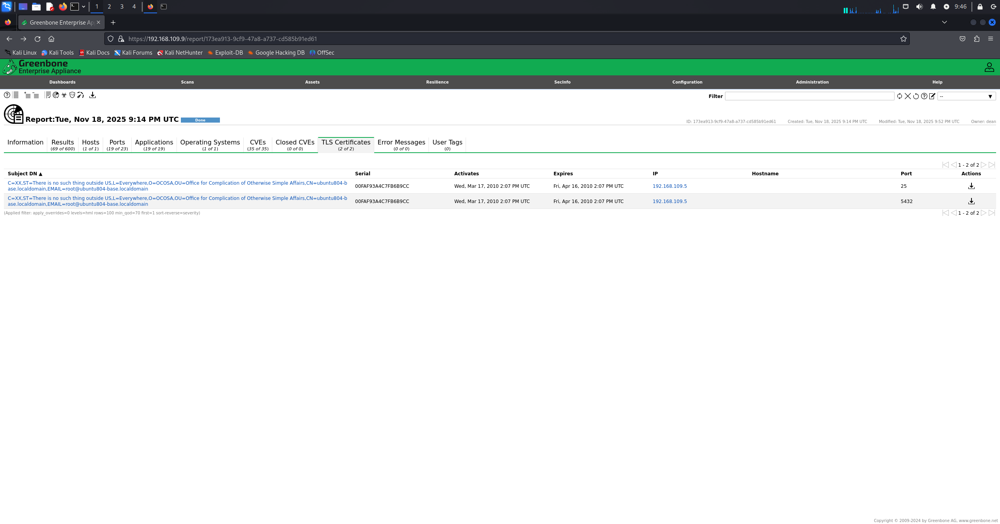 1 2 3 4 9:46
Greenbone Enterprise Ap
https://192.168.109.9/report/173ea913-9cf9-47a8-a737-cd585b91ed61
Kali Linux Kali Tools Kali Docs Kali Forums Kali NetHunter Exploit-DB Google Hacking DB OffSec
Greenbone
Enterprise Appliance
Dashboards Scans Assets Resilience SecInfo Configuration Administration Help
Filter --
Report:Tue, Nov 18, 2025 9:14 PM UTC Done ID: 173ea913-9cf9-47a8-a737-cd585b91ed61 Created: Tue, Nov 18, 2025 9:14 PM UTC Modified: Tue, Nov 18, 2025 9:52 PM UTC Owner: dean
Information Results Hosts Ports Applications Operating Systems CVEs Closed CVEs TLS Certificates Error Messages User Tags
(69 of 600) (1 of 1) (19 of 23) (19 of 19) (1 of 1) (35 of 35) (0 of 0) (2 of 2) (0 of 0) (0)
1 - 2 of 2
Subject DN ▲ Serial Activates Expires IP Hostname Port Actions
C=XX,ST=There is no such thing outside US,L=Everywhere,O=OCOSA,OU=Office for Complication of Otherwise Simple Affairs,CN=ubuntu804-b
ase.localdomain,EMAIL=root@ubuntu804-base.localdomain
00FAF93A4C7FB6B9CC Wed, Mar 17, 2010 2:07 PM UTC Fri, Apr 16, 2010 2:07 PM UTC 192.168.109.5 25
C=XX,ST=There is no such thing outside US,L=Everywhere,O=OCOSA,OU=Office for Complication of Otherwise Simple Affairs,CN=ubuntu804-b
ase.localdomain,EMAIL=root@ubuntu804-base.localdomain
00FAF93A4C7FB6B9CC Wed, Mar 17, 2010 2:07 PM UTC Fri, Apr 16, 2010 2:07 PM UTC 192.168.109.5 5432
(Applied filter: apply_overrides=0 levels=hml rows=100 min_qod=70 first=1 sort-reverse=severity) 1 - 2 of 2
Copyright © 2009-2024 by Greenbone AG, www.greenbone.net